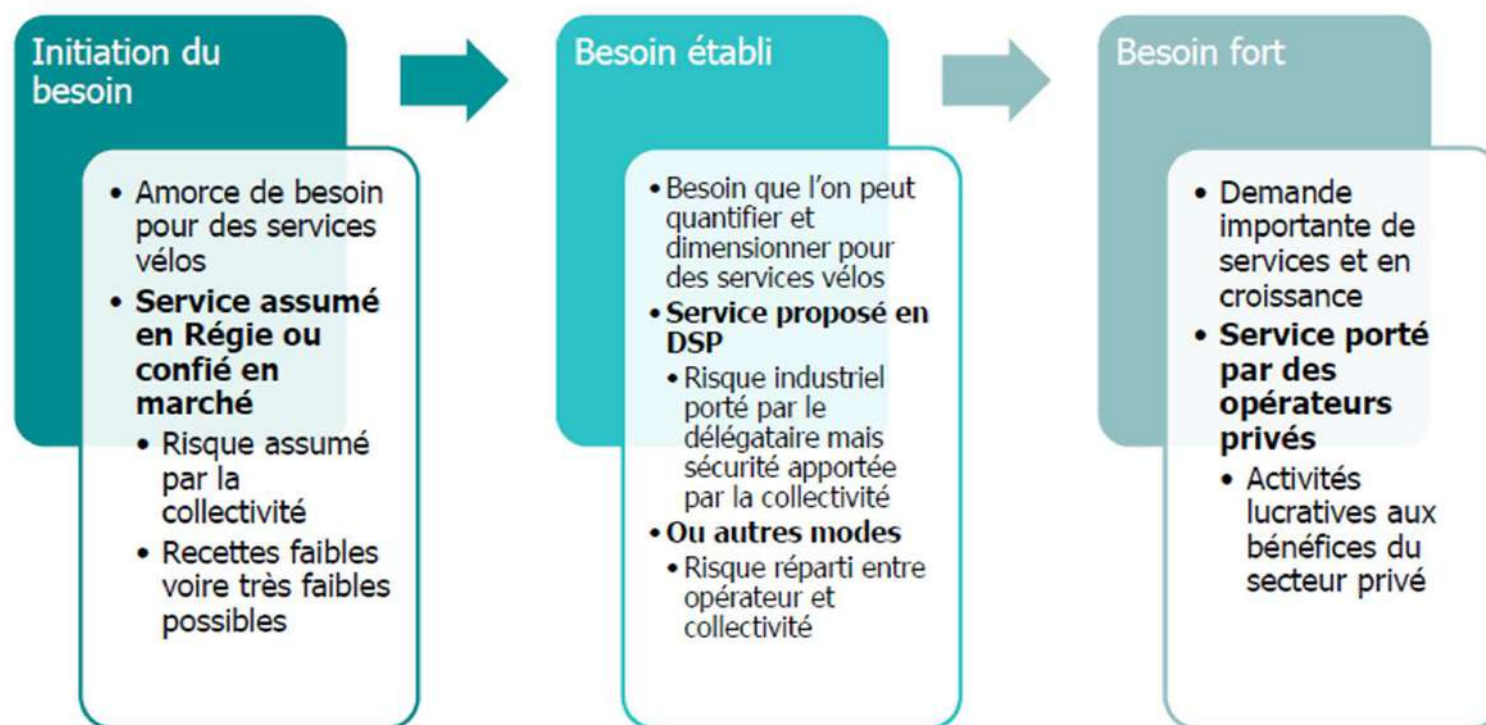 Initiation du
besoin
• Amorce de besoin
pour des services
vélos
• Service assumé
en Régie ou
confié en
marché
• Risque assumé
par la
collectivité
• Recettes faibles
voire très faibles
possibles
Besoin établi
• Besoin que l'on peut
quantifier et
dimensionner pour
des services vélos
• Service proposé en
DSP
• Risque industriel
porté par le
délégataire mais
sécurité apportée
par la collectivité
• Ou autres modes
• Risque réparti entre
opérateur et
collectivité
Besoin fort
• Demande
importante de
services et en
croissance
• Service porté
par des
opérateurs
privés
• Activités
lucratives aux
bénéfices du
secteur privé